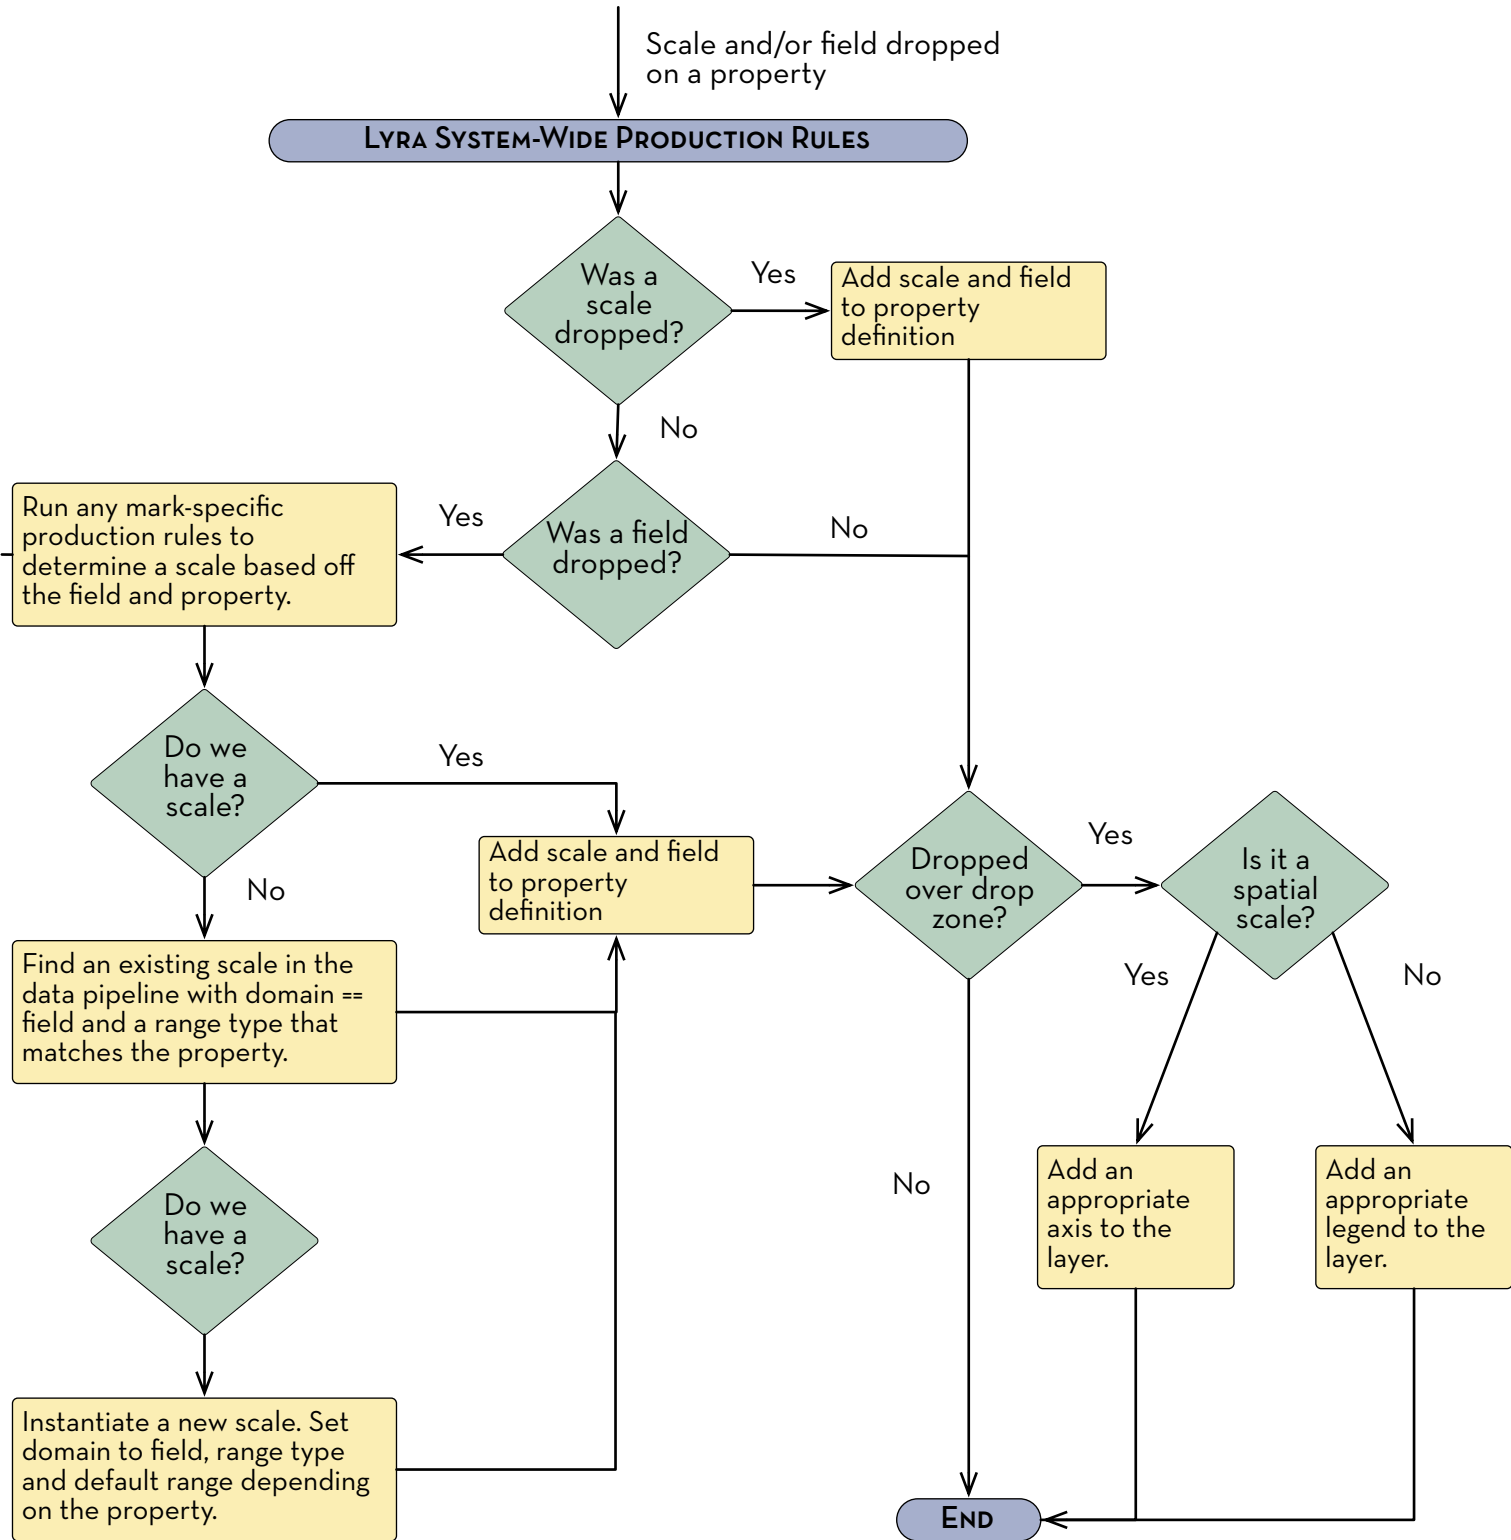 Scale and/or field dropped
on a property
LYRA SYSTEM-WIDE PRODUCTION RULES
Was a
scale
dropped?
Yes
Add scale and field
to property
definition
No
Was a field
dropped?
Yes
No
Run any mark-specific
production rules to
determine a scale based off
the field and property.
Do we
have a
scale?
Yes
No
Add scale and field
to property
definition
Dropped
over drop
zone?
Yes
Is it a
spatial
scale?
Yes
No
Find an existing scale in the
data pipeline with domain ==
field and a range type that
matches the property.
Do we
have a
scale?
No
Add an
appropriate
axis to the
layer.
Add an
appropriate
legend to the
layer.
Instantiate a new scale. Set
domain to field, range type
and default range depending
on the property.
END